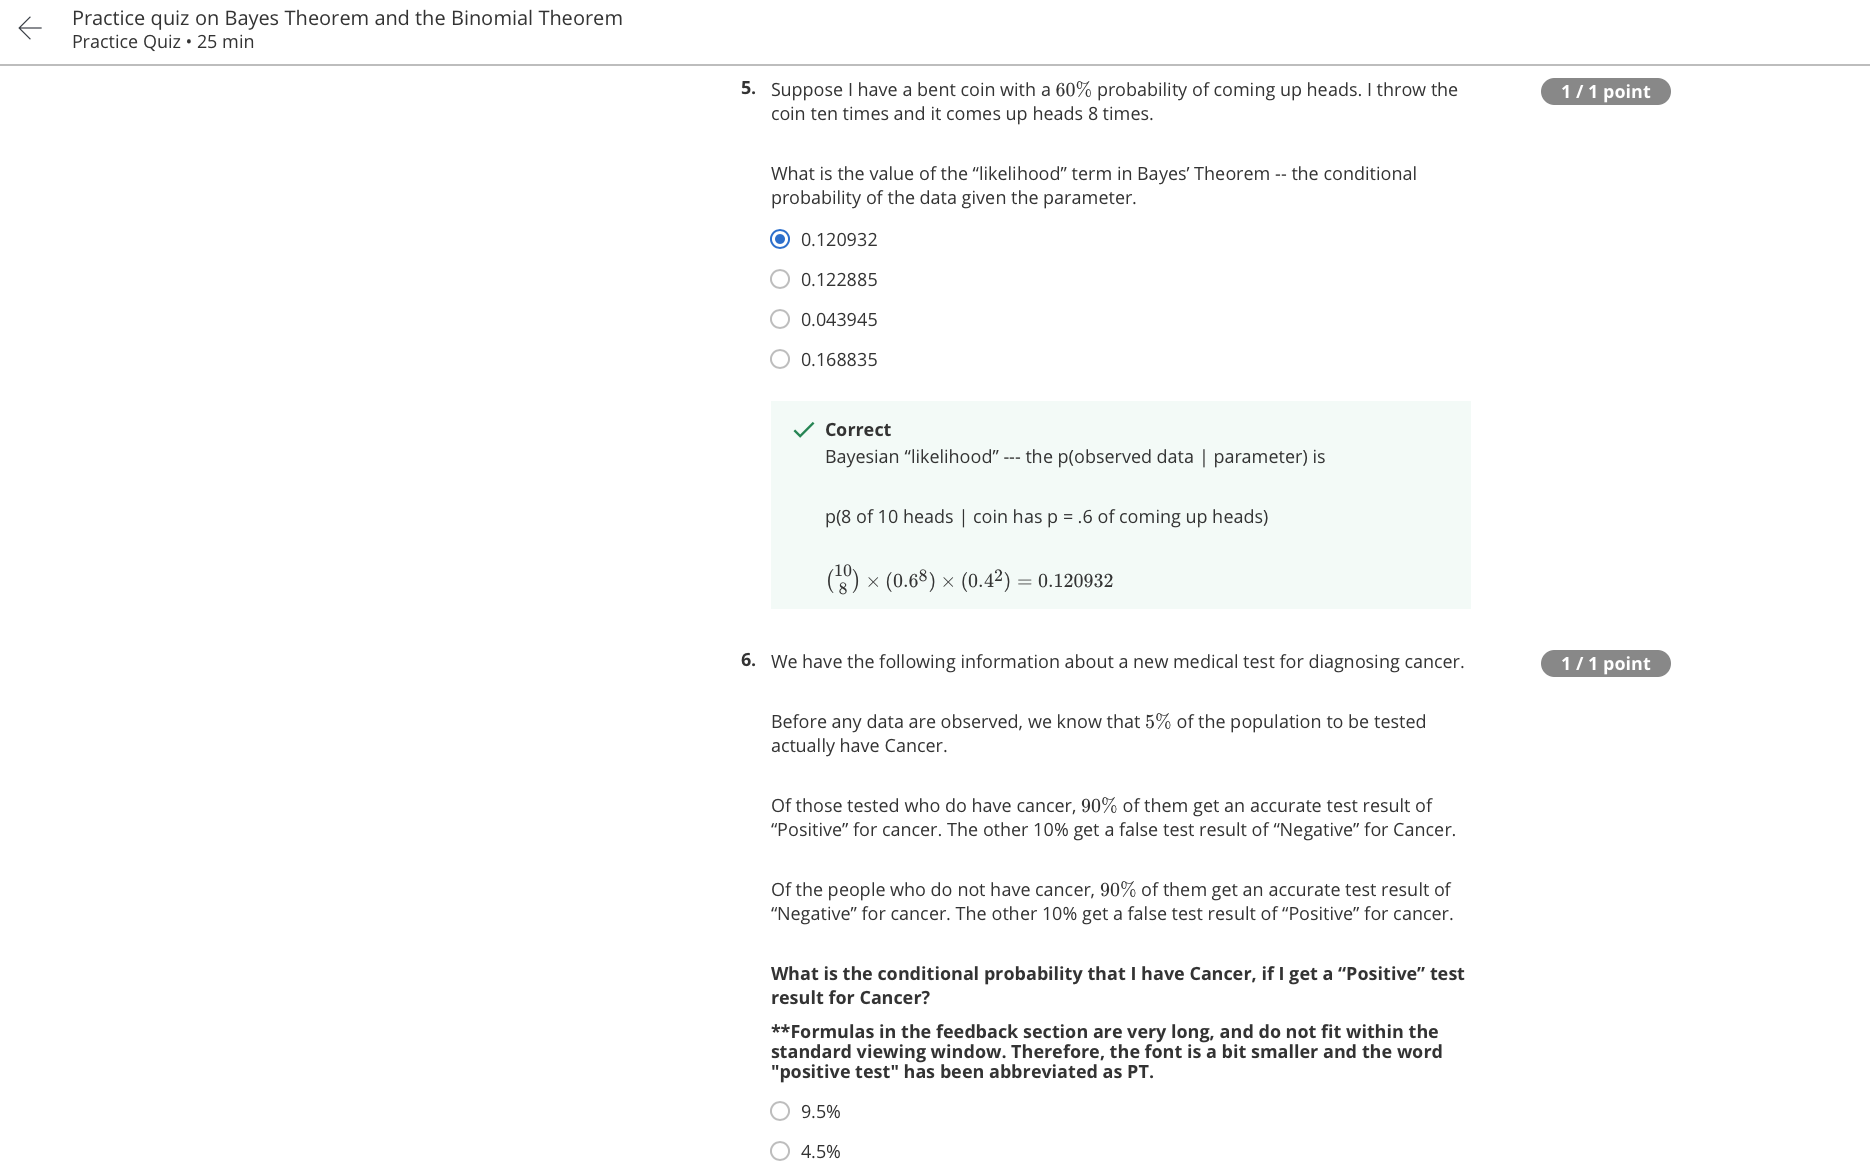 Practice quiz on Bayes Theorem and the Binomial Theorem
Practice Quiz • 25 min
5. Suppose I have a bent coin with a 60% probability of coming up heads. I throw the
1 / 1 point
coin ten times and it comes up heads 8 times.
What is the value of the “likelihood” term in Bayes’ Theorem -- the conditional
probability of the data given the parameter.
0.120932
0.122885
0.043945
0.168835
Correct
Bayesian “likelihood” --- the p(observed data | parameter) is
p(8 of 10 heads | coin has p = .6 of coming up heads)
(10 8) × (0.6⁸) × (0.4²) = 0.120932
6. We have the following information about a new medical test for diagnosing cancer.
1 / 1 point
Before any data are observed, we know that 5% of the population to be tested
actually have Cancer.
Of those tested who do have cancer, 90% of them get an accurate test result of
“Positive” for cancer. The other 10% get a false test result of “Negative” for Cancer.
Of the people who do not have cancer, 90% of them get an accurate test result of
“Negative” for cancer. The other 10% get a false test result of “Positive” for cancer.
What is the conditional probability that I have Cancer, if I get a “Positive” test
result for Cancer?
**Formulas in the feedback section are very long, and do not fit within the
standard viewing window. Therefore, the font is a bit smaller and the word
"positive test" has been abbreviated as PT.
9.5%
4.5%